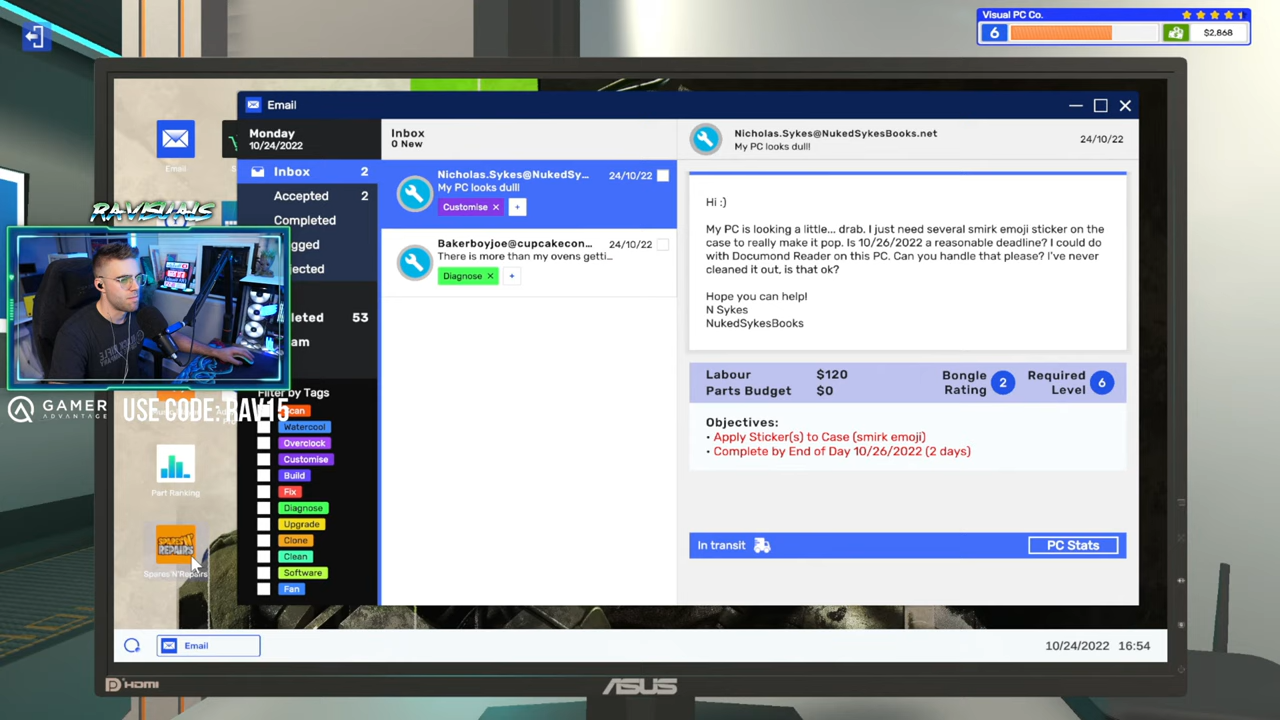 Visual PC Co.
6
$2,868
Email
Monday
10/24/2022
Inbox
0 New
Nicholas.Sykes@NukedSykesBooks.net
My PC looks dull!
24/10/22
Email
Inbox 2
Accepted 2
Completed
53
Nicholas.Sykes@NukedSy...
24/10/22
My PC looks dull!
Customise × +
Bakerboyjoe@cupcakecon...
24/10/22
There is more than my ovens getti...
Diagnose × +
Hi :)
My PC is looking a little... drab. I just need several smirk emoji sticker on the
case to really make it pop. Is 10/26/2022 a reasonable deadline? I could do
with Documond Reader on this PC. Can you handle that please? I've never
cleaned it out, is that ok?
Hope you can help!
N Sykes
NukedSykesBooks
Labour $120
Parts Budget $0
Bongle
Rating 2
Required
Level 6
Objectives:
• Apply Sticker(s) to Case (smirk emoji)
• Complete by End of Day 10/26/2022 (2 days)
In transit
PC Stats
RAVISUALS
GAMER
ADVANTAGE
USE CODE: RAV15
Filter by Tags
Watercool
Overclock
Customise
Build
Fix
Diagnose
Upgrade
Clone
Clean
Software
Fan
Part Ranking
SPARES N' REPAIRS
Spares'N'Repairs
Email
10/24/2022 16:54
HDMI
ASUS